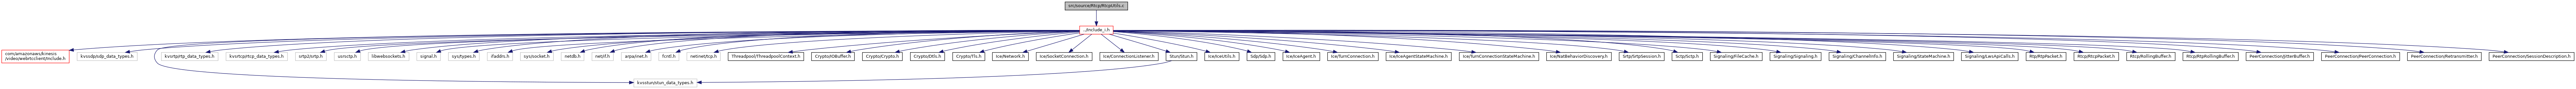 src/source/Rtcp/RtcpUtils.c
../Include_i.h
com/amazonaws/kinesis
/video/webrtcclient/Include.h
kvssdp/sdp_data_types.h
kvsrtp/rtp_data_types.h
kvsrtcp/rtcp_data_types.h
srtp2/srtp.h
usrsctp.h
libwebsockets.h
signal.h
sys/types.h
ifaddrs.h
sys/socket.h
netdb.h
net/if.h
arpa/inet.h
fcntl.h
netinet/tcp.h
Threadpool/ThreadpoolContext.h
Crypto/IOBuffer.h
Crypto/Crypto.h
Crypto/Dtls.h
Crypto/Tls.h
Ice/Network.h
Ice/SocketConnection.h
Ice/ConnectionListener.h
Stun/Stun.h
Ice/IceUtils.h
Sdp/Sdp.h
Ice/IceAgent.h
Ice/TurnConnection.h
Ice/IceAgentStateMachine.h
Ice/TurnConnectionStateMachine.h
Ice/NatBehaviorDiscovery.h
Srtp/SrtpSession.h
Sctp/Sctp.h
Signaling/FileCache.h
Signaling/Signaling.h
Signaling/ChannelInfo.h
Signaling/StateMachine.h
Signaling/LwsApiCalls.h
Rtp/RtpPacket.h
Rtcp/RtcpPacket.h
Rtcp/RollingBuffer.h
Rtcp/RtpRollingBuffer.h
PeerConnection/JitterBuffer.h
PeerConnection/PeerConnection.h
PeerConnection/Retransmitter.h
PeerConnection/SessionDescription.h
kvsstun/stun_data_types.h